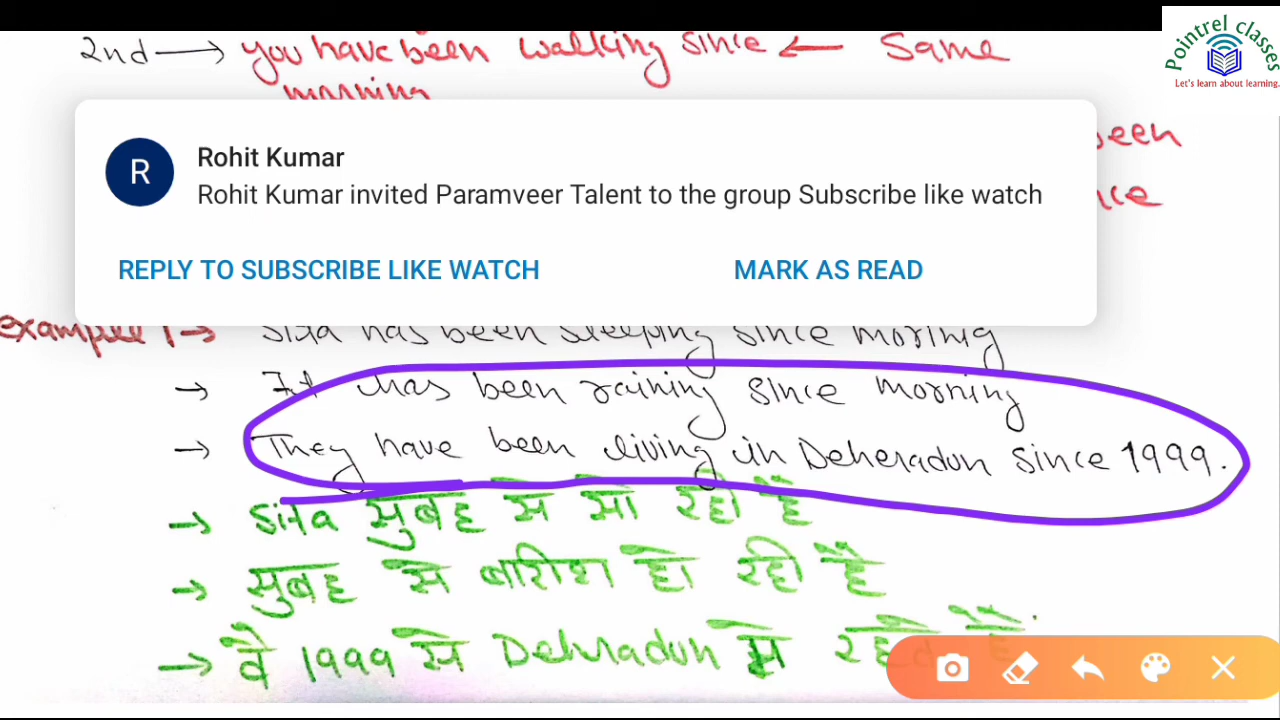 2nd → you have been walking since ← Same
morning
Pointrel classes
Let's learn about learning.
been
R
Rohit Kumar
Rohit Kumar invited Paramveer Talent to the group Subscribe like watch
REPLY TO SUBSCRIBE LIKE WATCH MARK AS READ
example 1 → Sita has been sleeping since morinig
→ It has been raining since morning
→ They have been living in Deheradun since 1999.
→ Sita सुबह से सो रही है
→ सुबह से बारिश हो रही है
→ वे 1999 से Dehradun मे